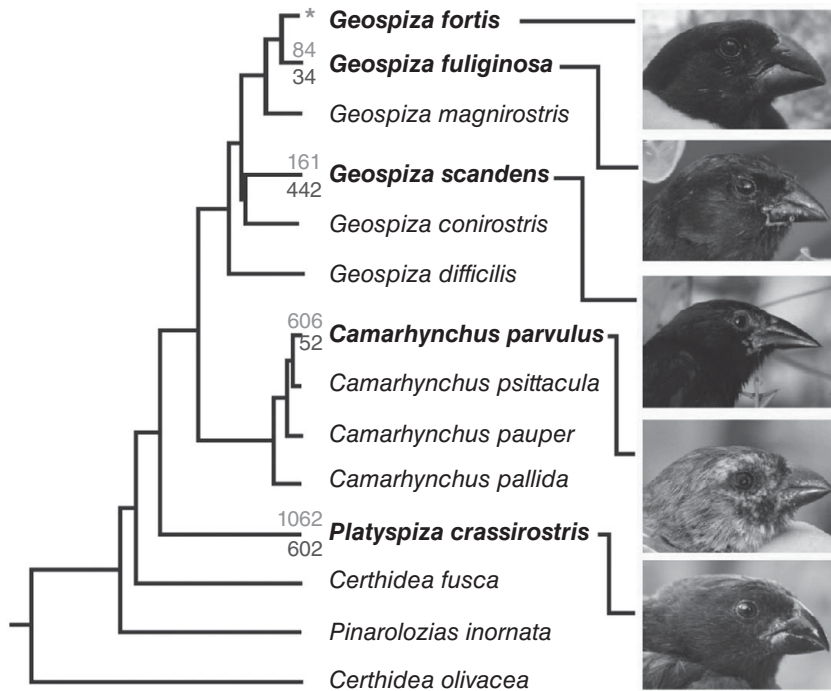 * Geospiza fortis
84
34 Geospiza fuliginosa
Geospiza magnirostris
161
442 Geospiza scandens
Geospiza conirostris
Geospiza difficilis
606
52 Camarhynchus parvulus
Camarhynchus psittacula
Camarhynchus pauper
Camarhynchus pallida
1062
602 Platyspiza crassirostris
Certhidea fusca
Pinarolozias inornata
Certhidea olivacea